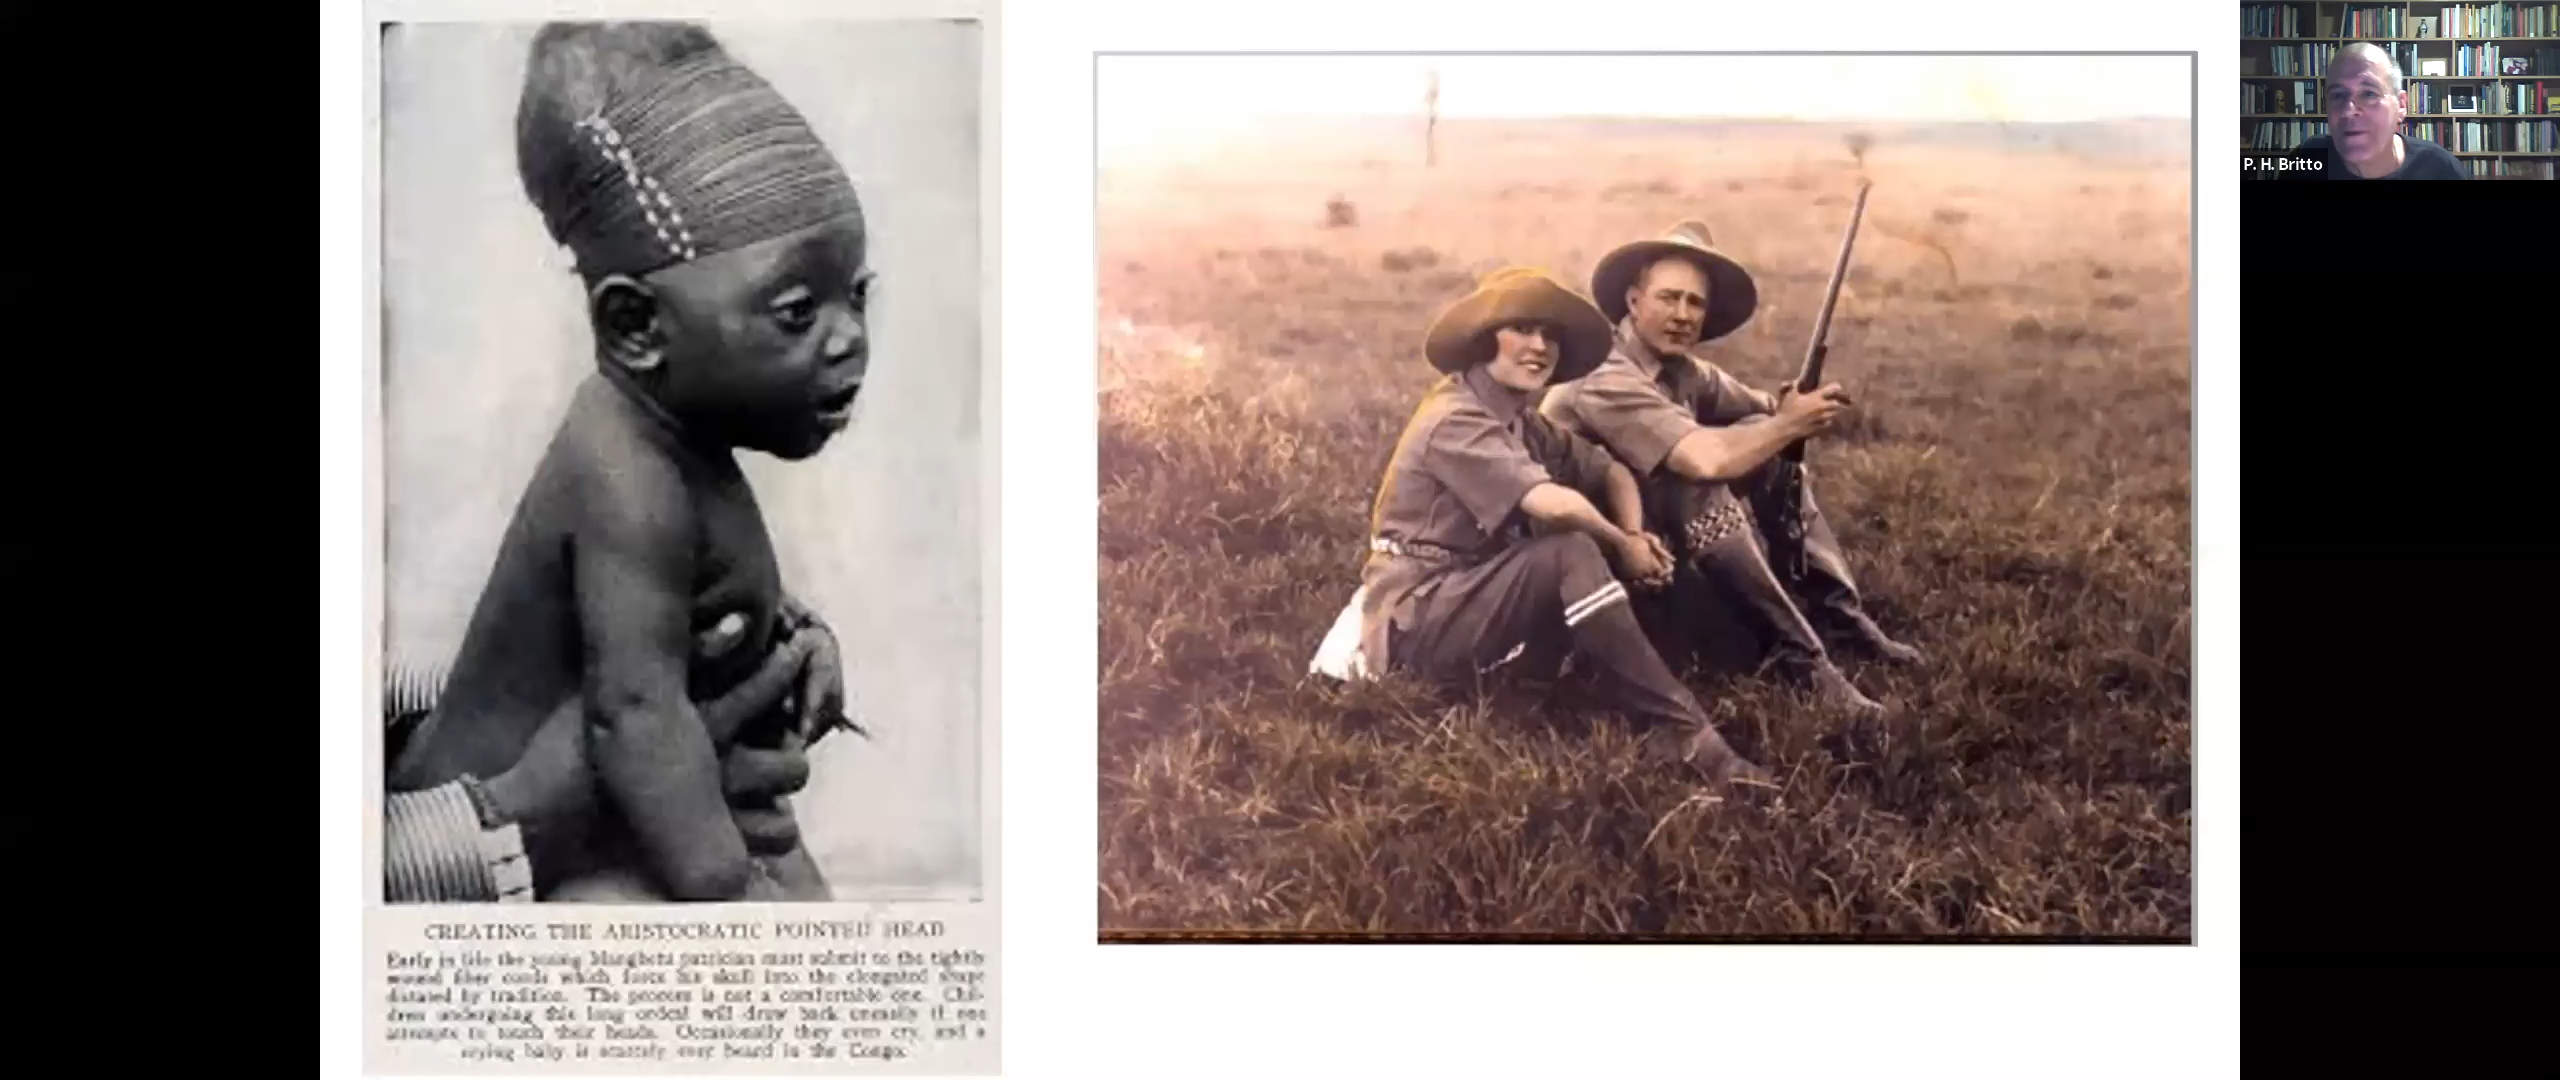 CREATING THE ARISTOCRATIC POINTED HEAD
Early in life the young Mangbetu patrician must submit to the tightly
wound fiber cords which force his skull into the elongated shape
dictated by tradition. The process is not a comfortable one. Chil-
dren undergoing this long ordeal will draw back uneasily if one
attempts to touch their heads. Occasionally they even cry, and a
crying baby is scarcely ever heard in the Congo.
P. H. Britto